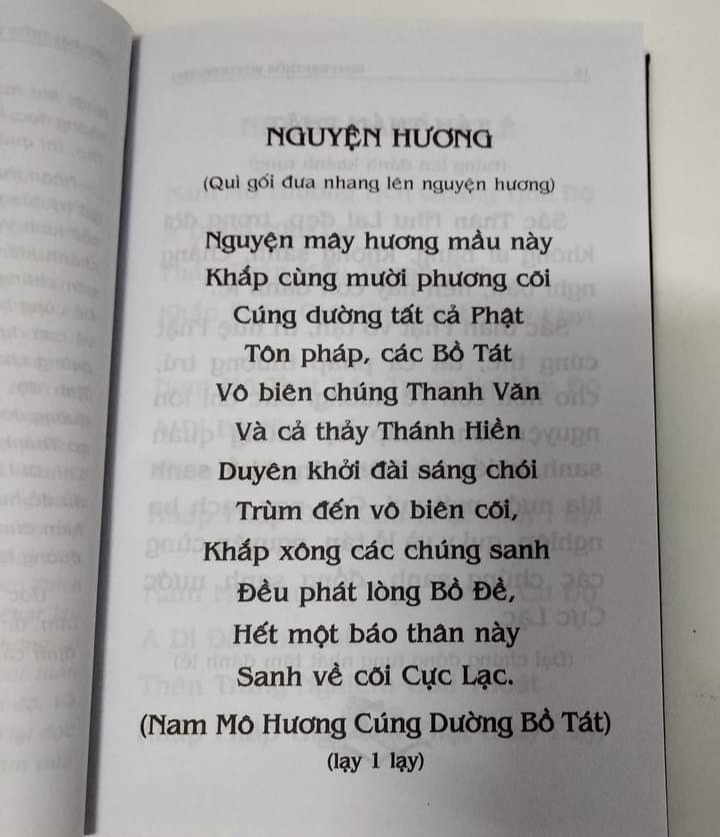 NGUYỆN HƯƠNG
(Quì gối đưa nhang lên nguyện hương)
Nguyện mây hương mầu này
Khắp cùng mười phương cõi
Cúng dường tất cả Phật
Tôn pháp, các Bồ Tát
Vô biên chúng Thanh Văn
Và cả thảy Thánh Hiền
Duyên khởi đài sáng chói
Trùm đến vô biên cõi,
Khắp xông các chúng sanh
Đều phát lòng Bồ Đề,
Hết một báo thân này
Sanh về cõi Cực Lạc.
(Nam Mô Hương Cúng Dường Bồ Tát)
(lạy 1 lạy)